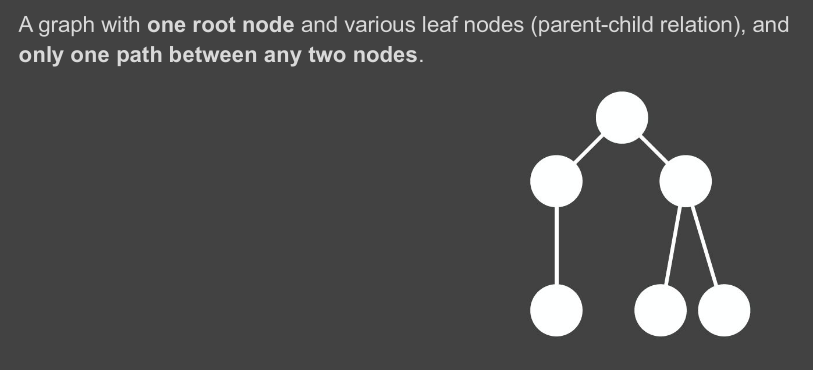 A graph with one root node and various leaf nodes (parent-child relation), and
only one path between any two nodes.